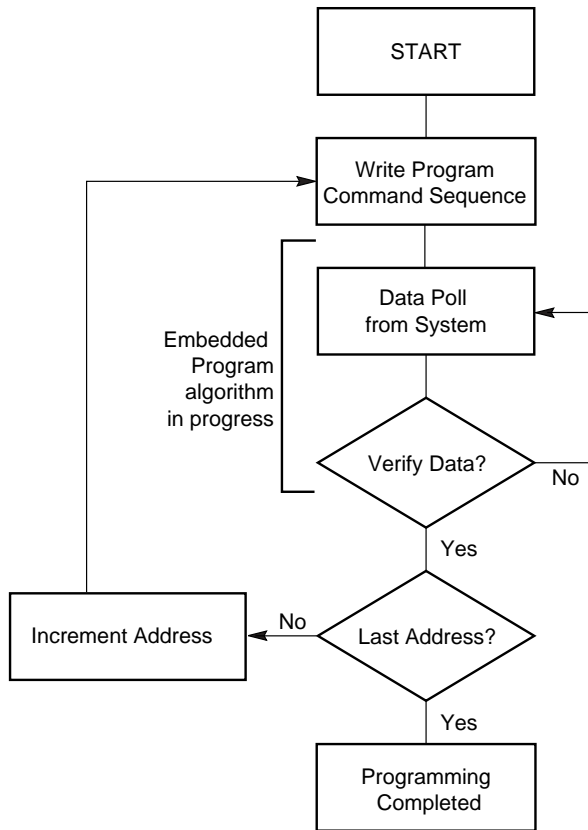 START
Write Program
Command Sequence
Data Poll
from System
Embedded
Program
algorithm
in progress
Verify Data?
No
Yes
Increment Address
No
Last Address?
Yes
Programming
Completed